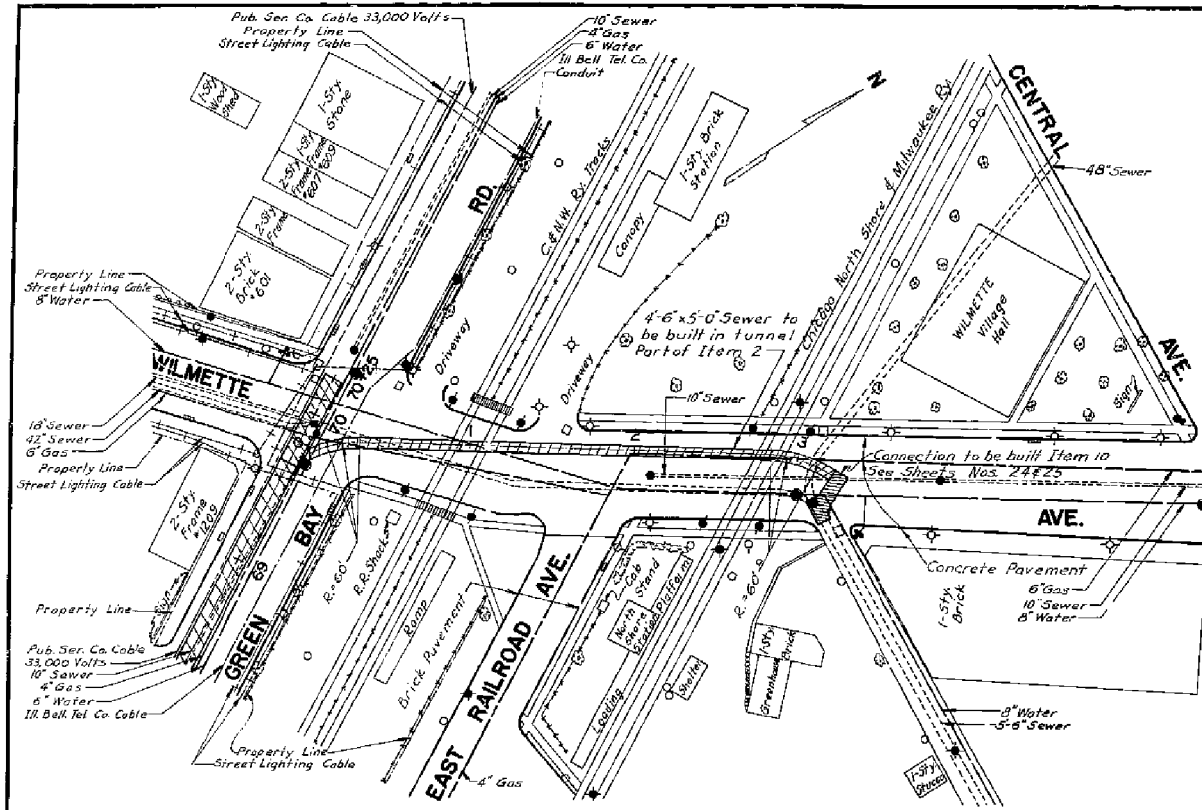 Pub. Ser. Co. Cable 33,000 Volts
Property Line
Street Lighting Cable
10" Sewer
4" Gas
6" Water
Ill. Bell Tel. Co.
Conduit
1-Sty.
Wool
Shed
1-Sty.
Stone
1-Sty.
Frame
#609
2-Sty.
Frame
#607
2-Sty.
Frame
2-Sty.
Brick
#601
RD.
C. & N.W. Ry. Tracks
1-Sty. Brick
Station
Canopy
N
Chicago North Shore & Milwaukee Ry.
CENTRAL
AVE.
48" Sewer
WILMETTE
Village
Hall
Sign-2
Property Line
Street Lighting Cable
8" Water
WILMETTE
Driveway
Driveway
4'-6"x5'-0" Sewer to
be built in tunnel
Part of Item 2
10" Sewer
70+25
70
1
2
3
18" Sewer
42" Sewer
6" Gas
Property Line
Street Lighting Cable
Connection to be built Item 10
See Sheets Nos. 24&25
AVE.
Concrete Pavement
6" Gas
10" Sewer
8" Water
2-Sty.
Frame
#1209
Sign
Property Line
Pub. Ser. Co. Cable
33,000 Volts
10" Sewer
4" Gas
6" Water
Ill. Bell. Tel. Co. Cable
69
GREEN
BAY
R.=60'
R.R. Shacks
Ramp
Brick Pavement
EAST RAILROAD AVE.
Cab
Stand
North
Shore
Station
Platform
Loading
Shelter
R.=60'-9
1-Sty.
Brick
Greenhouse
1-Sty.
Brick
8" Water
5'-6" Sewer
1-Sty.
Stucco
Property Line
Street Lighting Cable
4" Gas